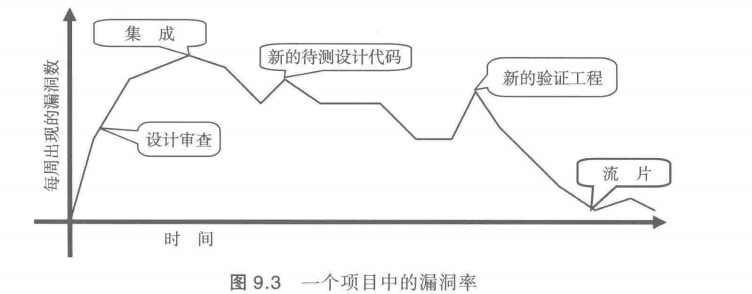 集 成
新的待测设计代码
新的验证工程
设计审查
每周出现的漏洞数
流 片
时 间
图 9.3 一个项目中的漏洞率